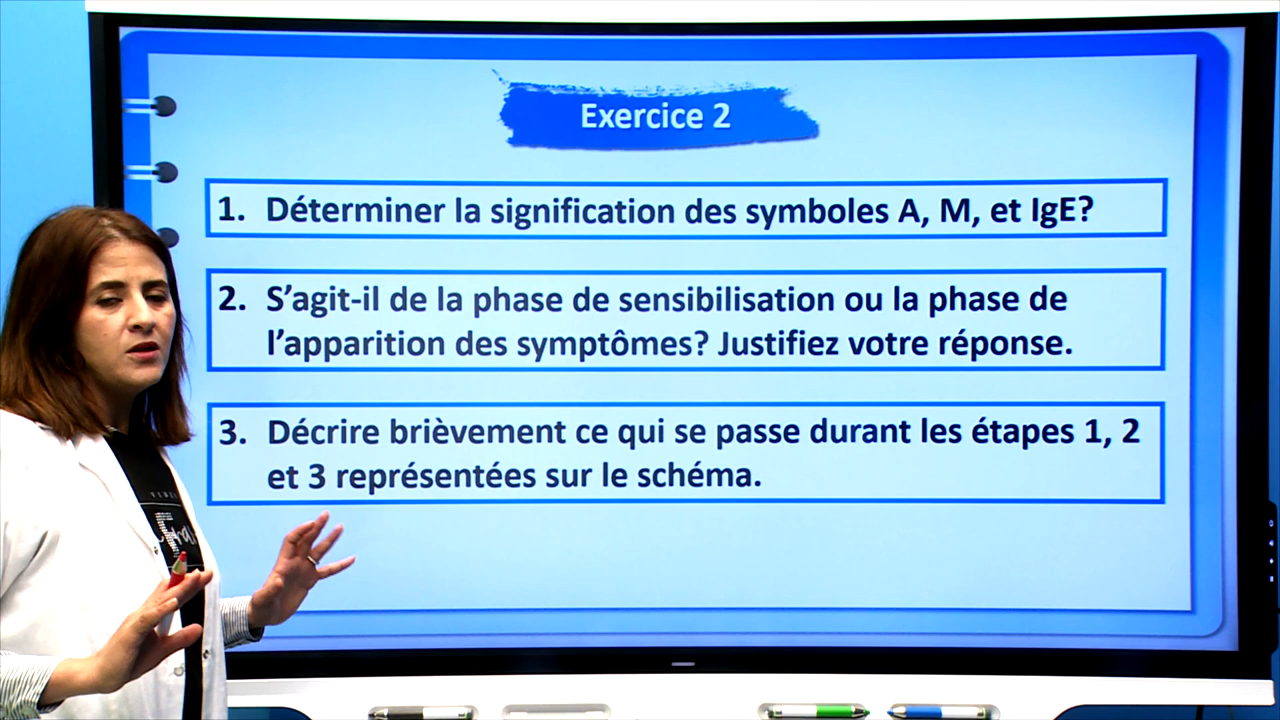 Exercice 2
1. Déterminer la signification des symboles A, M, et IgE?
2. S'agit-il de la phase de sensibilisation ou la phase de
l'apparition des symptômes? Justifiez votre réponse.
3. Décrire brièvement ce qui se passe durant les étapes 1, 2
et 3 représentées sur le schéma.